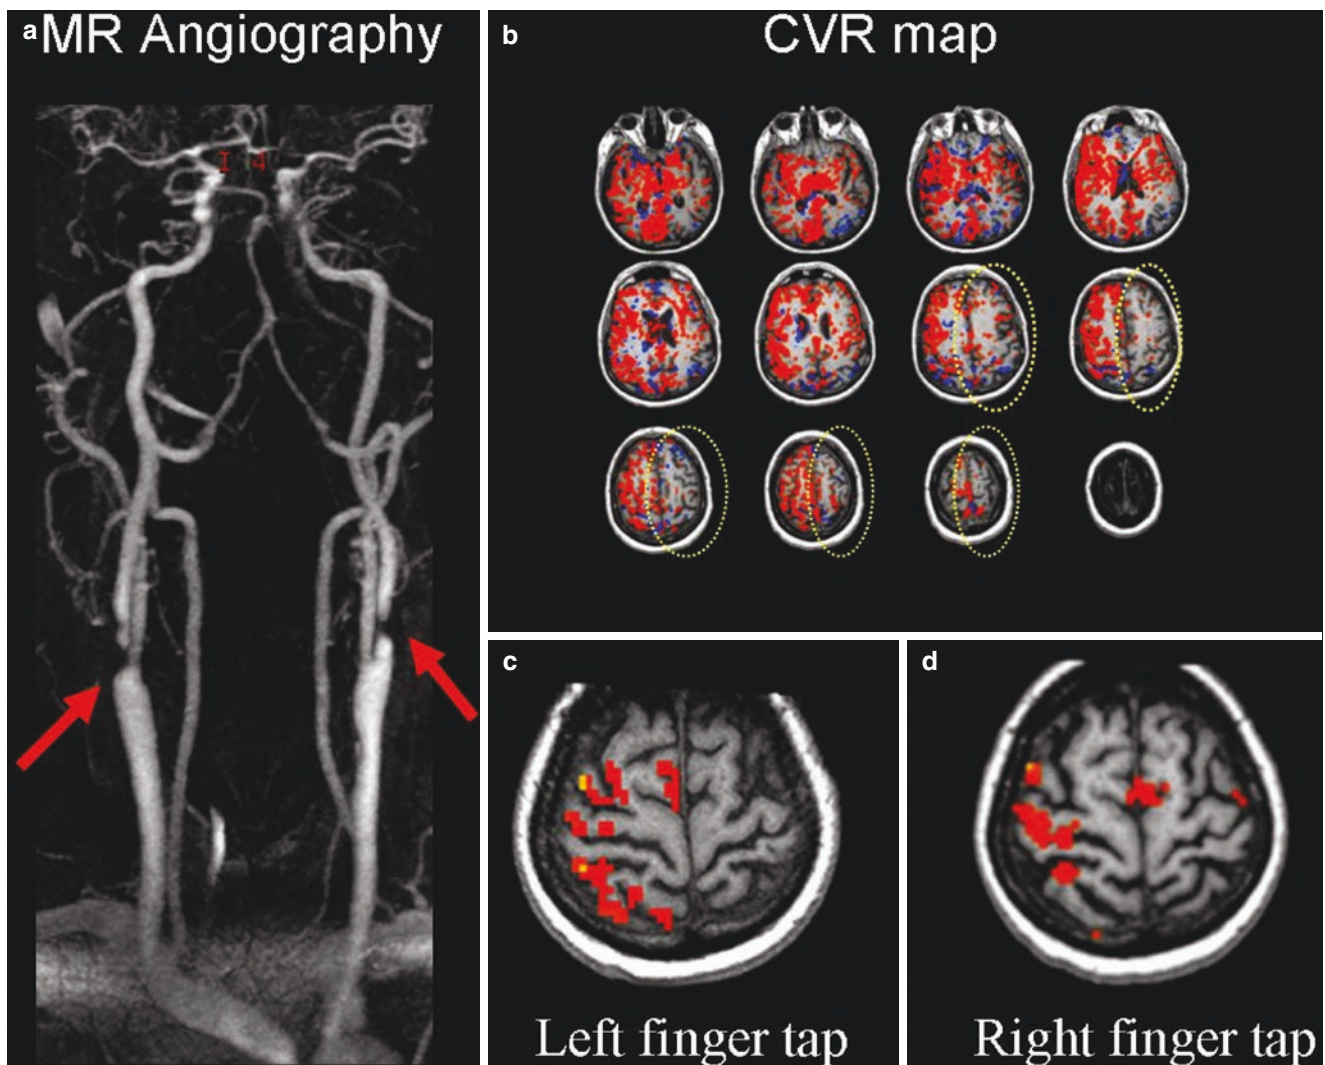 a MR Angiography
b CVR map
c
d
Left finger tap
Right finger tap